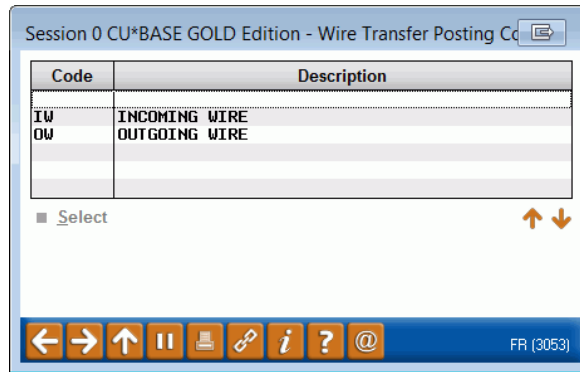 Session 0 CU*BASE GOLD Edition - Wire Transfer Posting Co
Code Description
IW INCOMING WIRE
OW OUTGOING WIRE
Select
i ? @ FR (3053)